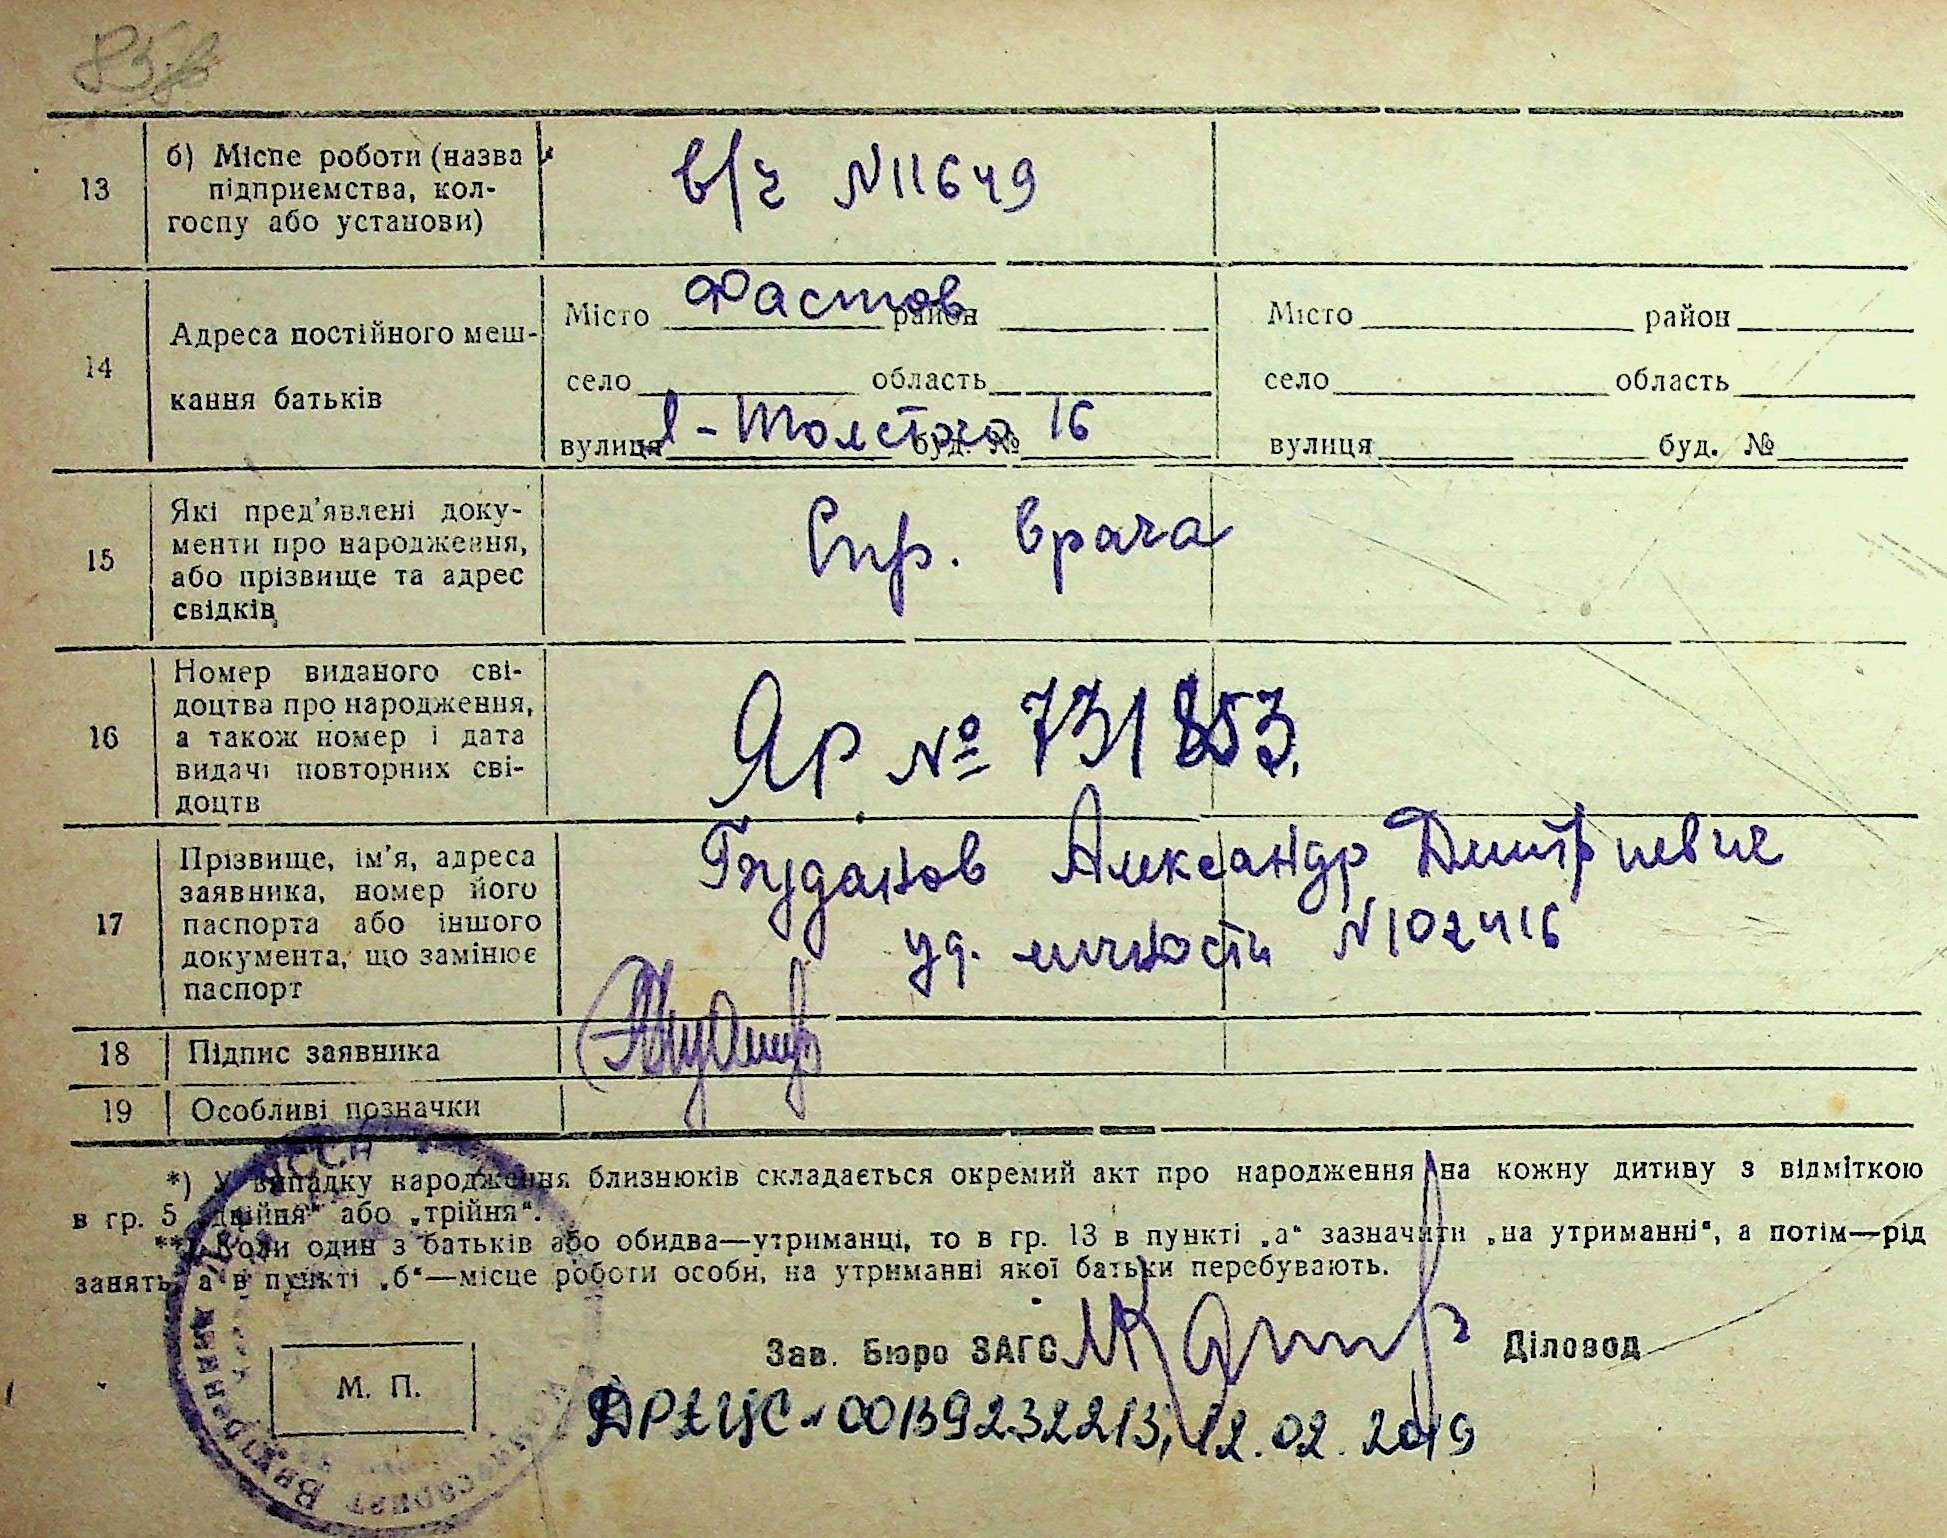 13
б) Місце роботи (назва
підприємства, кол-
госпу або установи)
в/ч №11649
14
Адреса постійного меш-
кання батьків
Місто Фастов район
село область
вулиця Л-Толстого буд. № 16
Місто район
село область
вулиця буд. №
15
Які пред'явлені доку-
менти про народження,
або прізвище та адрес
свідків
Спр. врача
16
Номер виданого сві-
доцтва про народження,
а також номер і дата
видачі повторних сві-
доцтв
ЯР № 731853.
17
Прізвище, ім'я, адреса
заявника, номер його
паспорта або іншого
документа, що замінює
паспорт
Буданов Александр Дмитриевич
уд. личности №102416
18
Підпис заявника
19
Особливі позначки
*) У випадку народження близнюків складається окремий акт про народження на кожну дитину з відміткою
в гр. 5 „двійня“ або „трійня“.
**) Коли один з батьків або обидва—утриманці, то в гр. 13 в пункті „а“ зазначити „на утриманні“, а потім—рід
занять, а в пункті „б“—місце роботи особи, на утриманні якої батьки перебувають.
Зав. Бюро ЗАГС
Діловод
М. П.
ДРАЦС - 00139232213, 12.02.2019